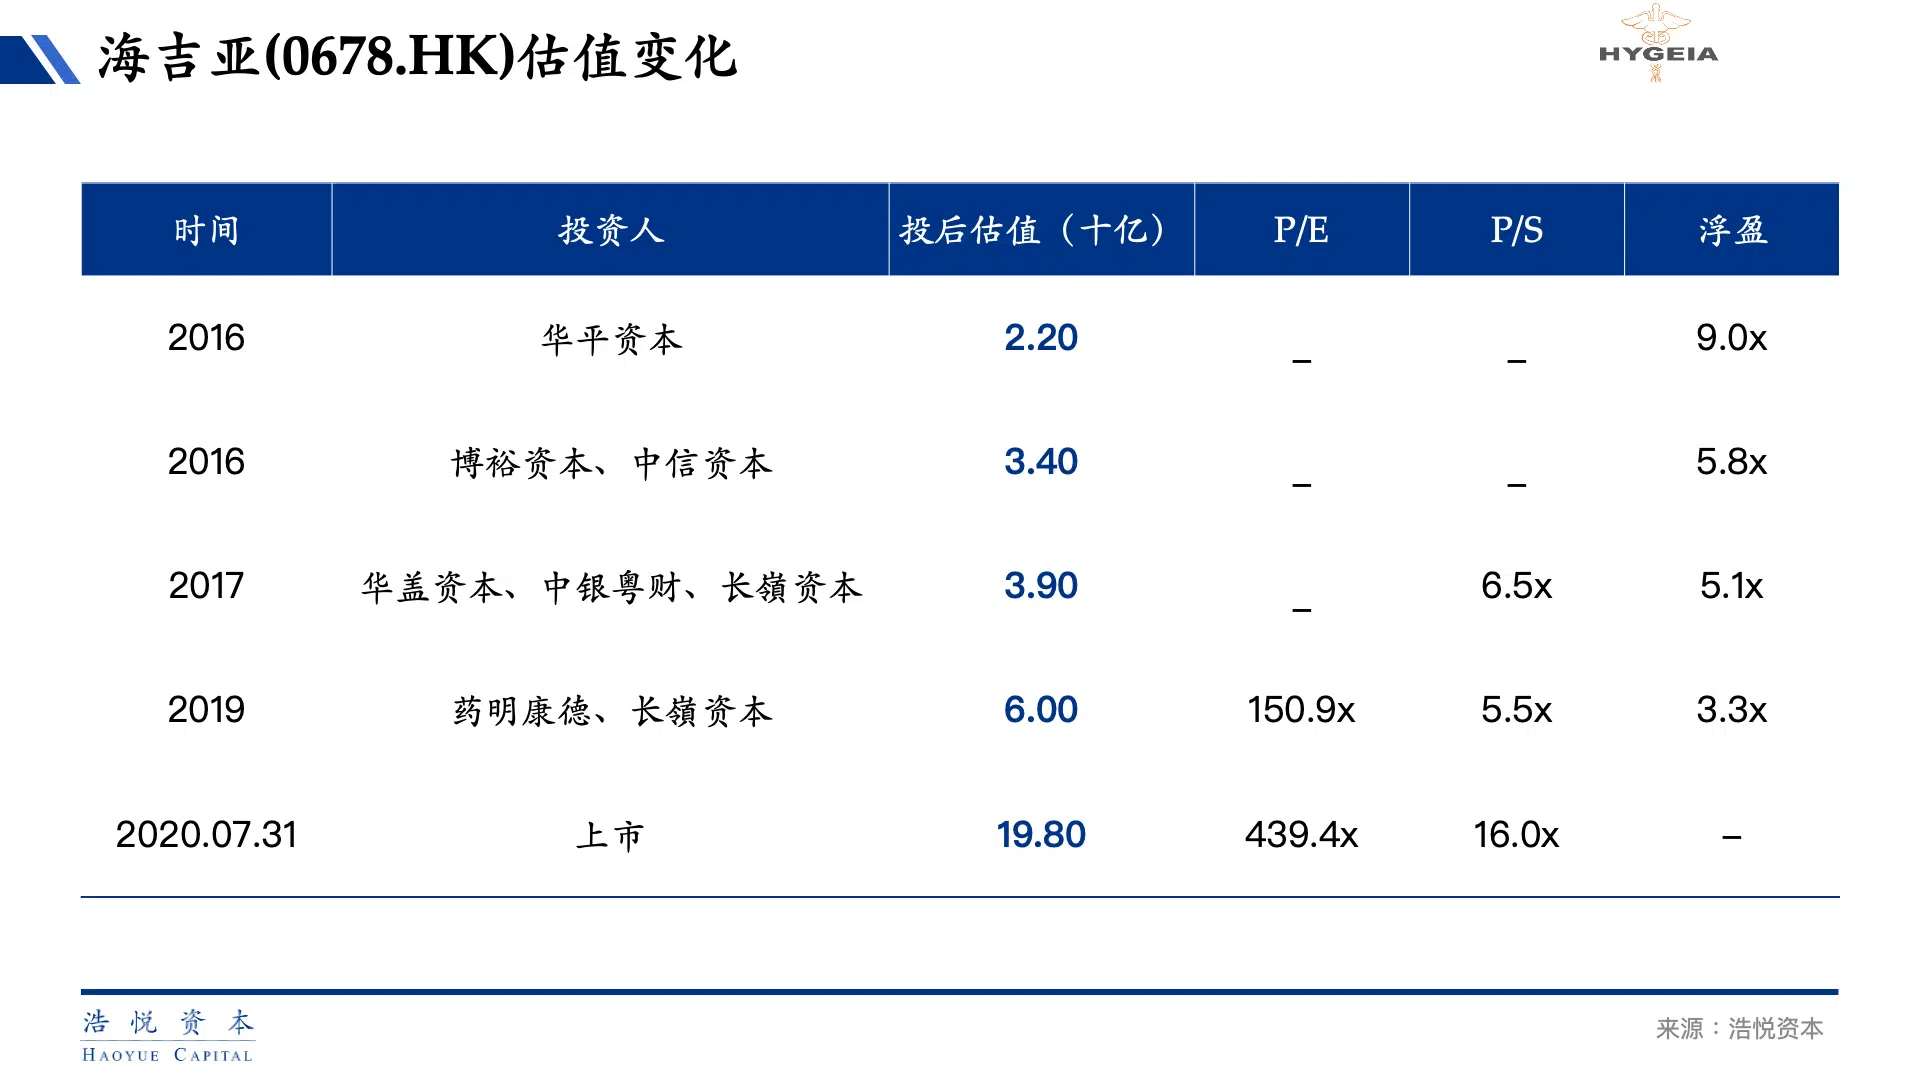 海吉亚(0678.HK)估值变化
HYGEIA
时间 投资人 投后估值（十亿） P/E P/S 浮盈
2016 华平资本 2.20 – – 9.0x
2016 博裕资本、中信资本 3.40 – – 5.8x
2017 华盖资本、中银粤财、长嶺资本 3.90 – 6.5x 5.1x
2019 药明康德、长嶺资本 6.00 150.9x 5.5x 3.3x
2020.07.31 上市 19.80 439.4x 16.0x –
浩悦资本
HAOYUE CAPITAL
来源：浩悦资本